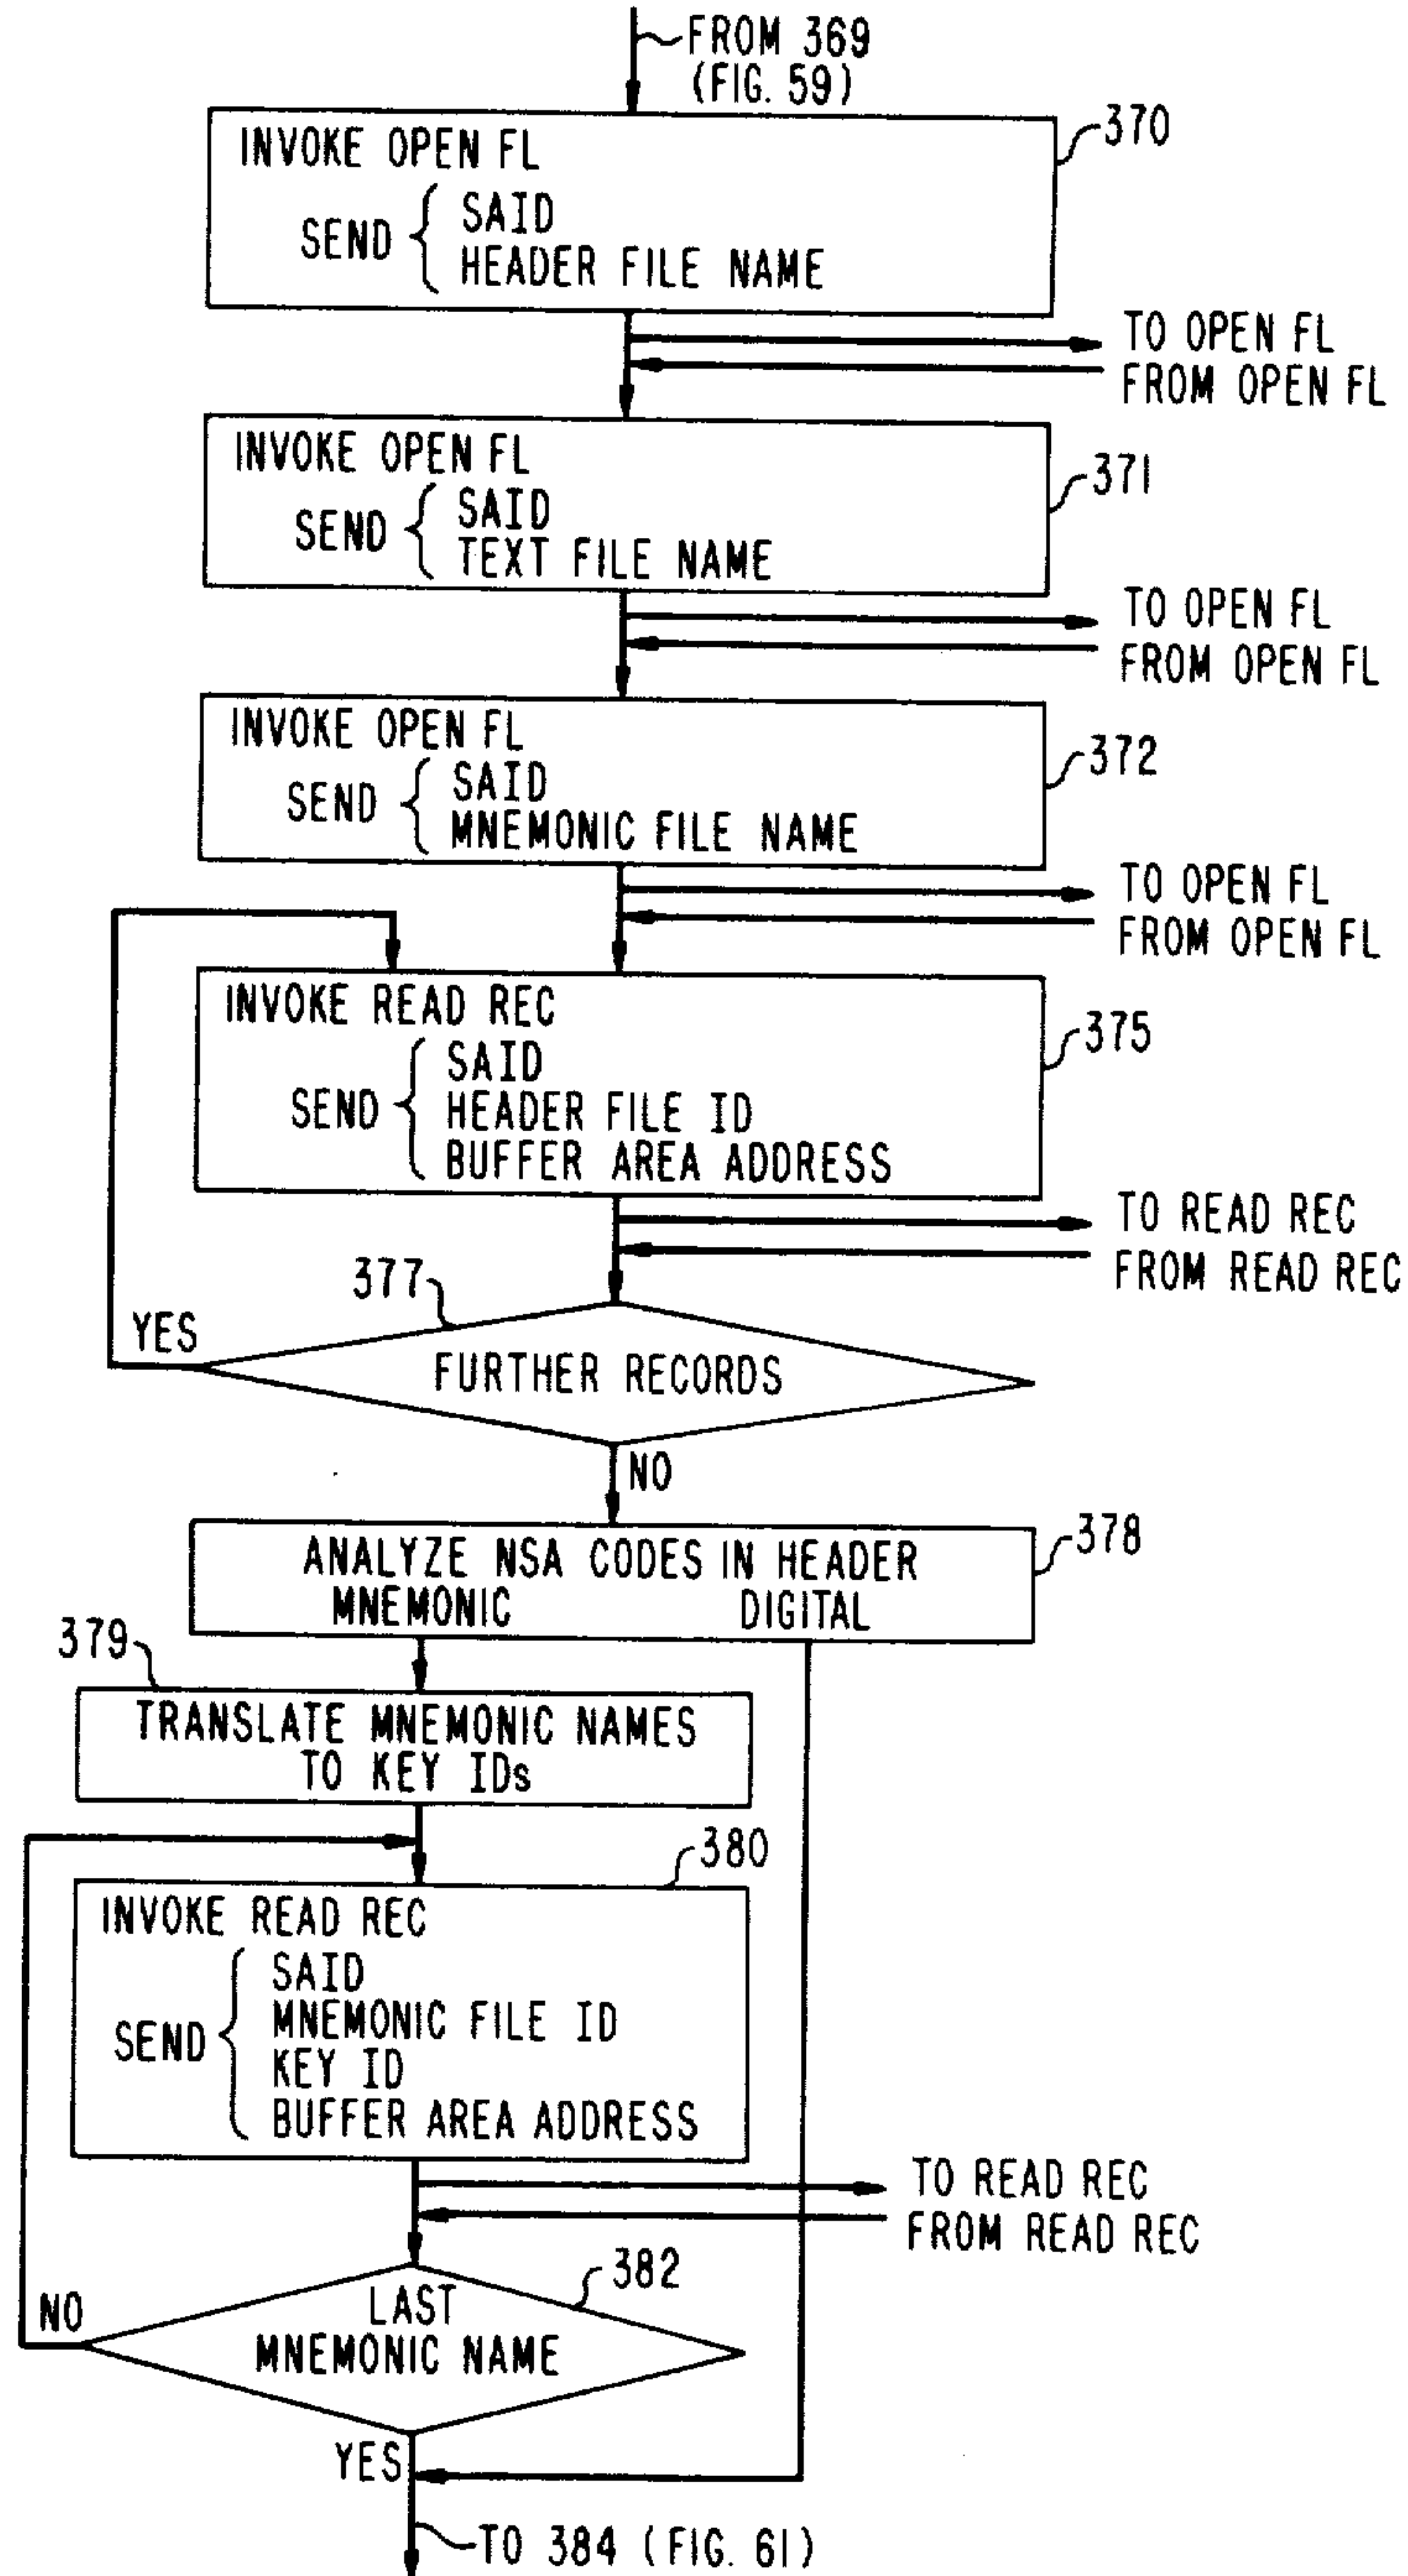 FROM 369
(FIG. 59)
370
INVOKE OPEN FL
SEND { SAID
HEADER FILE NAME
TO OPEN FL
FROM OPEN FL
371
INVOKE OPEN FL
SEND { SAID
TEXT FILE NAME
TO OPEN FL
FROM OPEN FL
372
INVOKE OPEN FL
SEND { SAID
MNEMONIC FILE NAME
TO OPEN FL
FROM OPEN FL
375
INVOKE READ REC
SEND { SAID
HEADER FILE ID
BUFFER AREA ADDRESS
TO READ REC
FROM READ REC
377
YES
FURTHER RECORDS
NO
378
ANALYZE NSA CODES IN HEADER
MNEMONIC DIGITAL
379
TRANSLATE MNEMONIC NAMES
TO KEY IDs
380
INVOKE READ REC
SEND { SAID
MNEMONIC FILE ID
KEY ID
BUFFER AREA ADDRESS
TO READ REC
FROM READ REC
382
NO
LAST
MNEMONIC NAME
YES
TO 384 (FIG. 61)